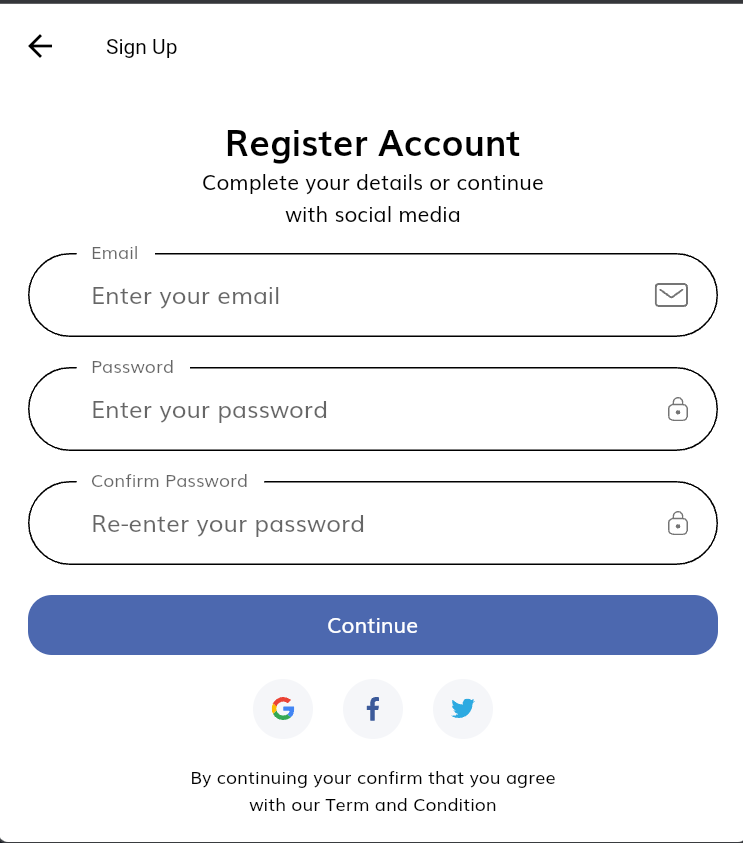 Sign Up
Register Account
Complete your details or continue
with social media
Email
Enter your email
Password
Enter your password
Confirm Password
Re-enter your password
Continue
By continuing your confirm that you agree
with our Term and Condition